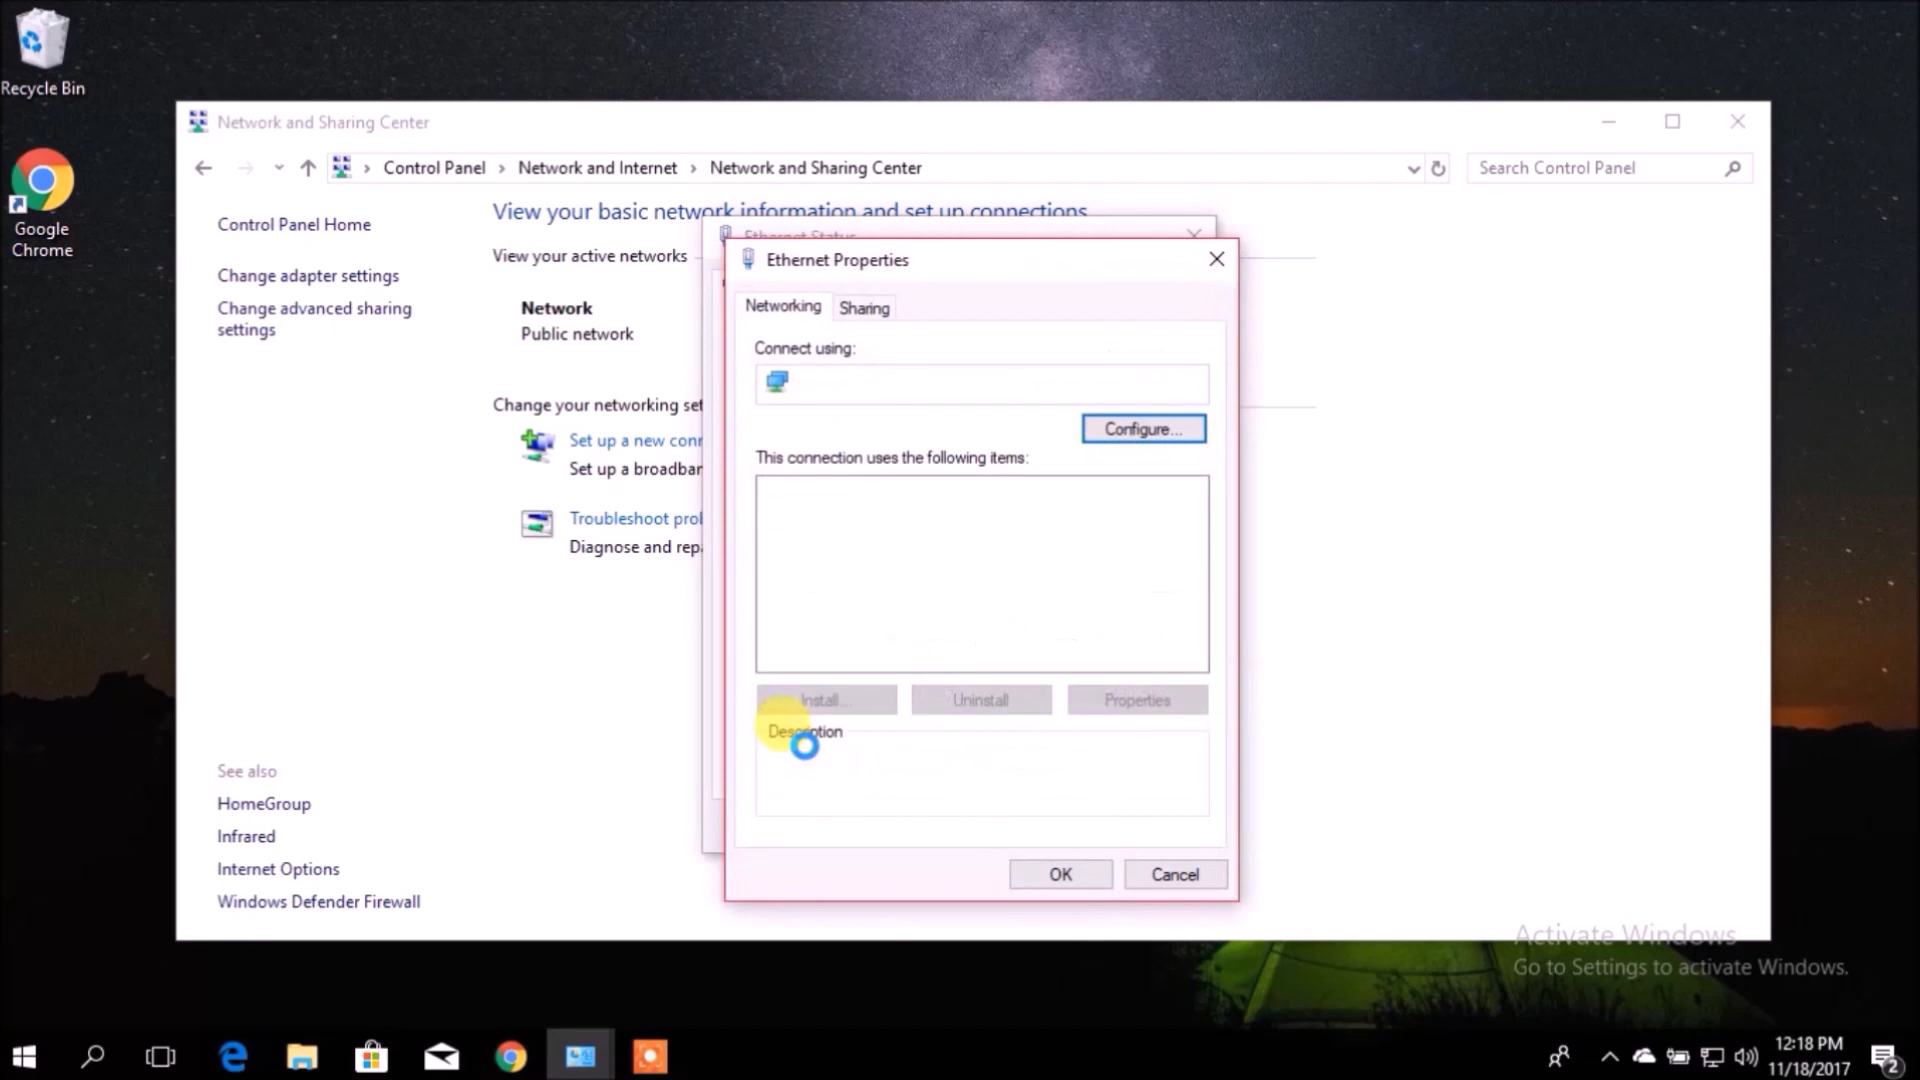 Recycle Bin
Google
Chrome
Network and Sharing Center
Control Panel
Network and Internet
Network and Sharing Center
Search Control Panel
Control Panel Home
Change adapter settings
Change advanced sharing
settings
See also
HomeGroup
Infrared
Internet Options
Windows Defender Firewall
View your basic network information and set up connections
View your active networks
Network
Public network
Change your networking set
Set up a new conn
Set up a broadban
Troubleshoot prob
Diagnose and repa
Ethernet Status
Ethernet Properties
Networking
Sharing
Connect using:
Configure...
This connection uses the following items:
Install...
Uninstall
Properties
Description
OK
Cancel
Activate Windows
Go to Settings to activate Windows.
12:18 PM
11/18/2017
2